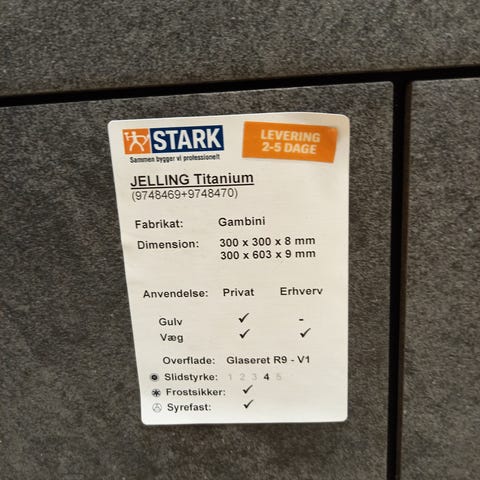 STARK
Sammen bygger vi professionelt
LEVERING
2-5 DAGE
JELLING Titanium
(9748469+9748470)
Fabrikat: Gambini
Dimension: 300 x 300 x 8 mm
300 x 603 x 9 mm
Anvendelse: Privat Erhverv
Gulv ✓ -
Væg ✓ ✓
Overflade: Glaseret R9 - V1
Slidstyrke: 1 2 3 4 5
Frostsikker: ✓
Syrefast: ✓